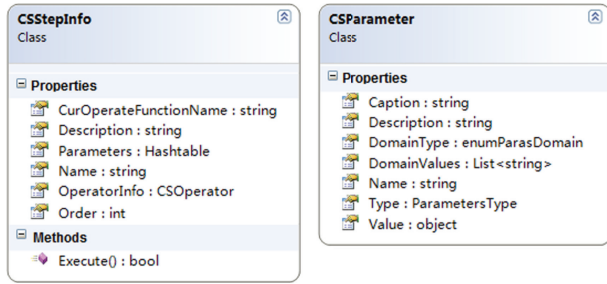 CSStepInfo
Class
Properties
CurOperateFunctionName : string
Description : string
Parameters : Hashtable
Name : string
OperatorInfo : CSOperator
Order : int
Methods
Execute() : bool
CSParameter
Class
Properties
Caption : string
Description : string
DomainType : enumParasDomain
DomainValues : List<string>
Name : string
Type : ParametersType
Value : object